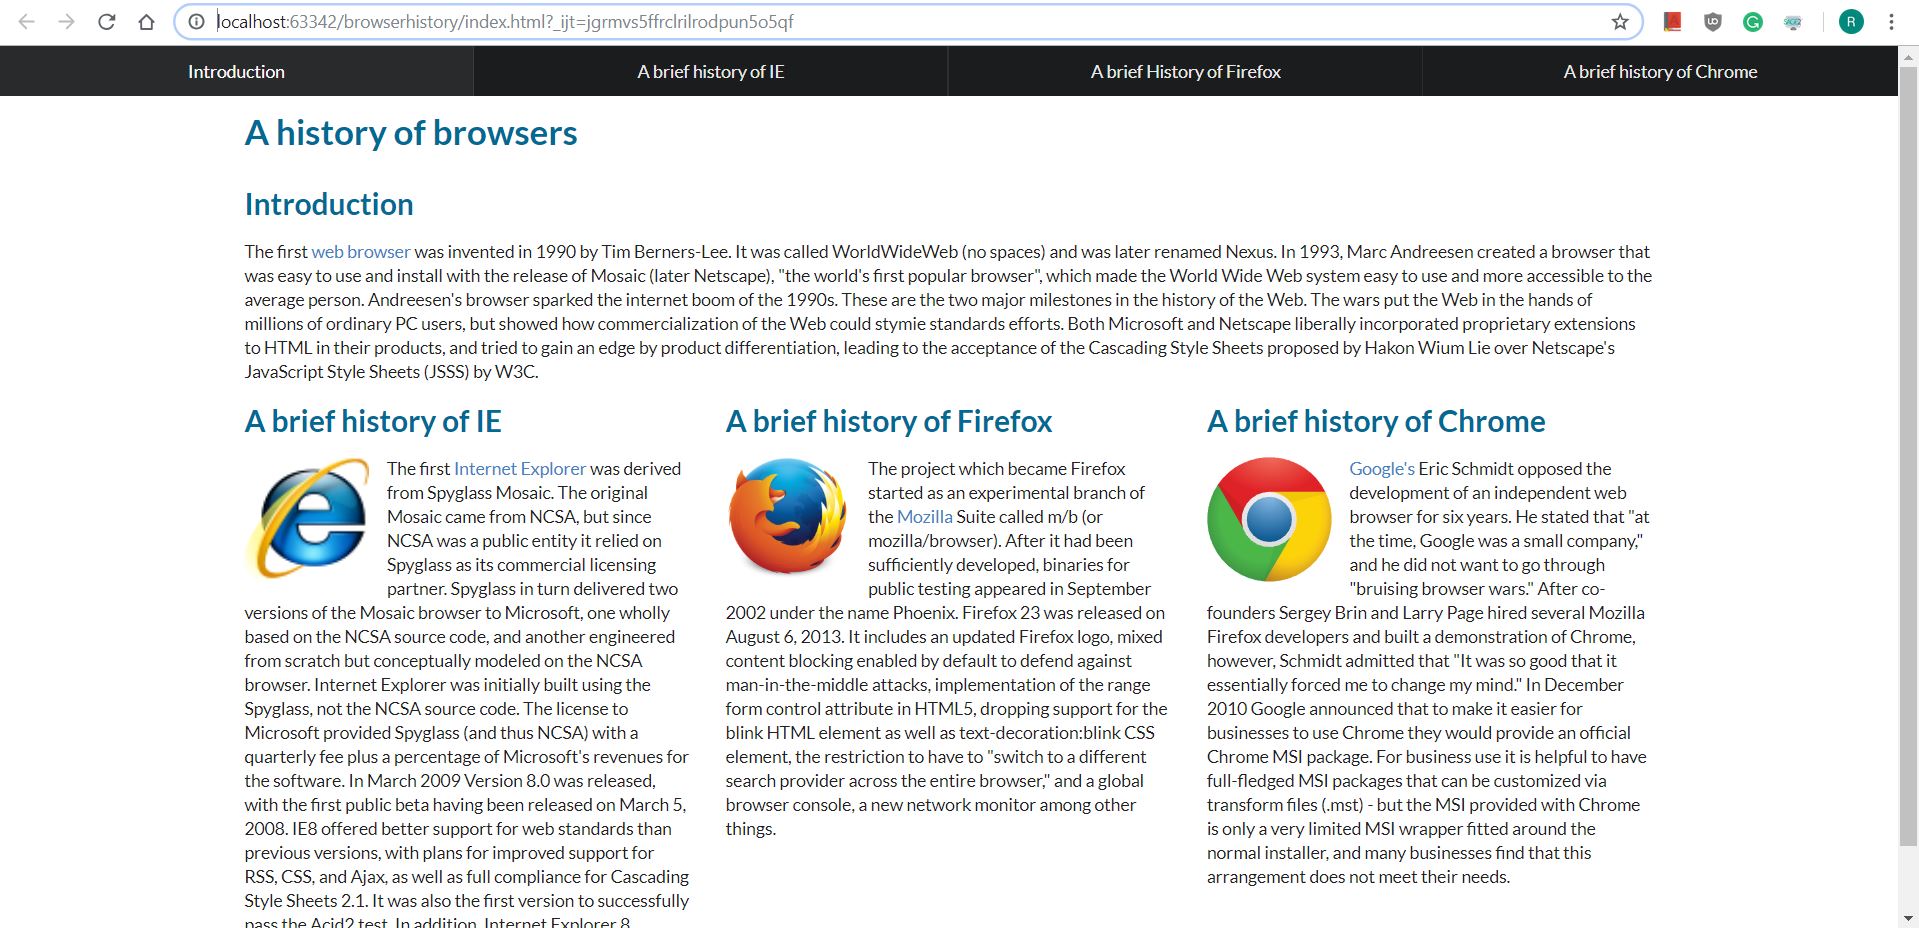 localhost:63342/browserhistory/index.html?_ijt=jgrmvs5ffrclrilrodpun5o5qf
R
Introduction
A brief history of IE
A brief History of Firefox
A brief history of Chrome
A history of browsers
Introduction
The first web browser was invented in 1990 by Tim Berners-Lee. It was called WorldWideWeb (no spaces) and was later renamed Nexus. In 1993, Marc Andreesen created a browser that
was easy to use and install with the release of Mosaic (later Netscape), "the world's first popular browser", which made the World Wide Web system easy to use and more accessible to the
average person. Andreesen's browser sparked the internet boom of the 1990s. These are the two major milestones in the history of the Web. The wars put the Web in the hands of
millions of ordinary PC users, but showed how commercialization of the Web could stymie standards efforts. Both Microsoft and Netscape liberally incorporated proprietary extensions
to HTML in their products, and tried to gain an edge by product differentiation, leading to the acceptance of the Cascading Style Sheets proposed by Hakon Wium Lie over Netscape's
JavaScript Style Sheets (JSSS) by W3C.
A brief history of IE
The first Internet Explorer was derived
from Spyglass Mosaic. The original
Mosaic came from NCSA, but since
NCSA was a public entity it relied on
Spyglass as its commercial licensing
partner. Spyglass in turn delivered two
versions of the Mosaic browser to Microsoft, one wholly
based on the NCSA source code, and another engineered
from scratch but conceptually modeled on the NCSA
browser. Internet Explorer was initially built using the
Spyglass, not the NCSA source code. The license to
Microsoft provided Spyglass (and thus NCSA) with a
quarterly fee plus a percentage of Microsoft's revenues for
the software. In March 2009 Version 8.0 was released,
with the first public beta having been released on March 5,
2008. IE8 offered better support for web standards than
previous versions, with plans for improved support for
RSS, CSS, and Ajax, as well as full compliance for Cascading
Style Sheets 2.1. It was also the first version to successfully
pass the Acid2 test. In addition, Internet Explorer 8
A brief history of Firefox
The project which became Firefox
started as an experimental branch of
the Mozilla Suite called m/b (or
mozilla/browser). After it had been
sufficiently developed, binaries for
public testing appeared in September
2002 under the name Phoenix. Firefox 23 was released on
August 6, 2013. It includes an updated Firefox logo, mixed
content blocking enabled by default to defend against
man-in-the-middle attacks, implementation of the range
form control attribute in HTML5, dropping support for the
blink HTML element as well as text-decoration:blink CSS
element, the restriction to have to "switch to a different
search provider across the entire browser," and a global
browser console, a new network monitor among other
things.
A brief history of Chrome
Google's Eric Schmidt opposed the
development of an independent web
browser for six years. He stated that "at
the time, Google was a small company,"
and he did not want to go through
"bruising browser wars." After co-
founders Sergey Brin and Larry Page hired several Mozilla
Firefox developers and built a demonstration of Chrome,
however, Schmidt admitted that "It was so good that it
essentially forced me to change my mind." In December
2010 Google announced that to make it easier for
businesses to use Chrome they would provide an official
Chrome MSI package. For business use it is helpful to have
full-fledged MSI packages that can be customized via
transform files (.mst) - but the MSI provided with Chrome
is only a very limited MSI wrapper fitted around the
normal installer, and many businesses find that this
arrangement does not meet their needs.